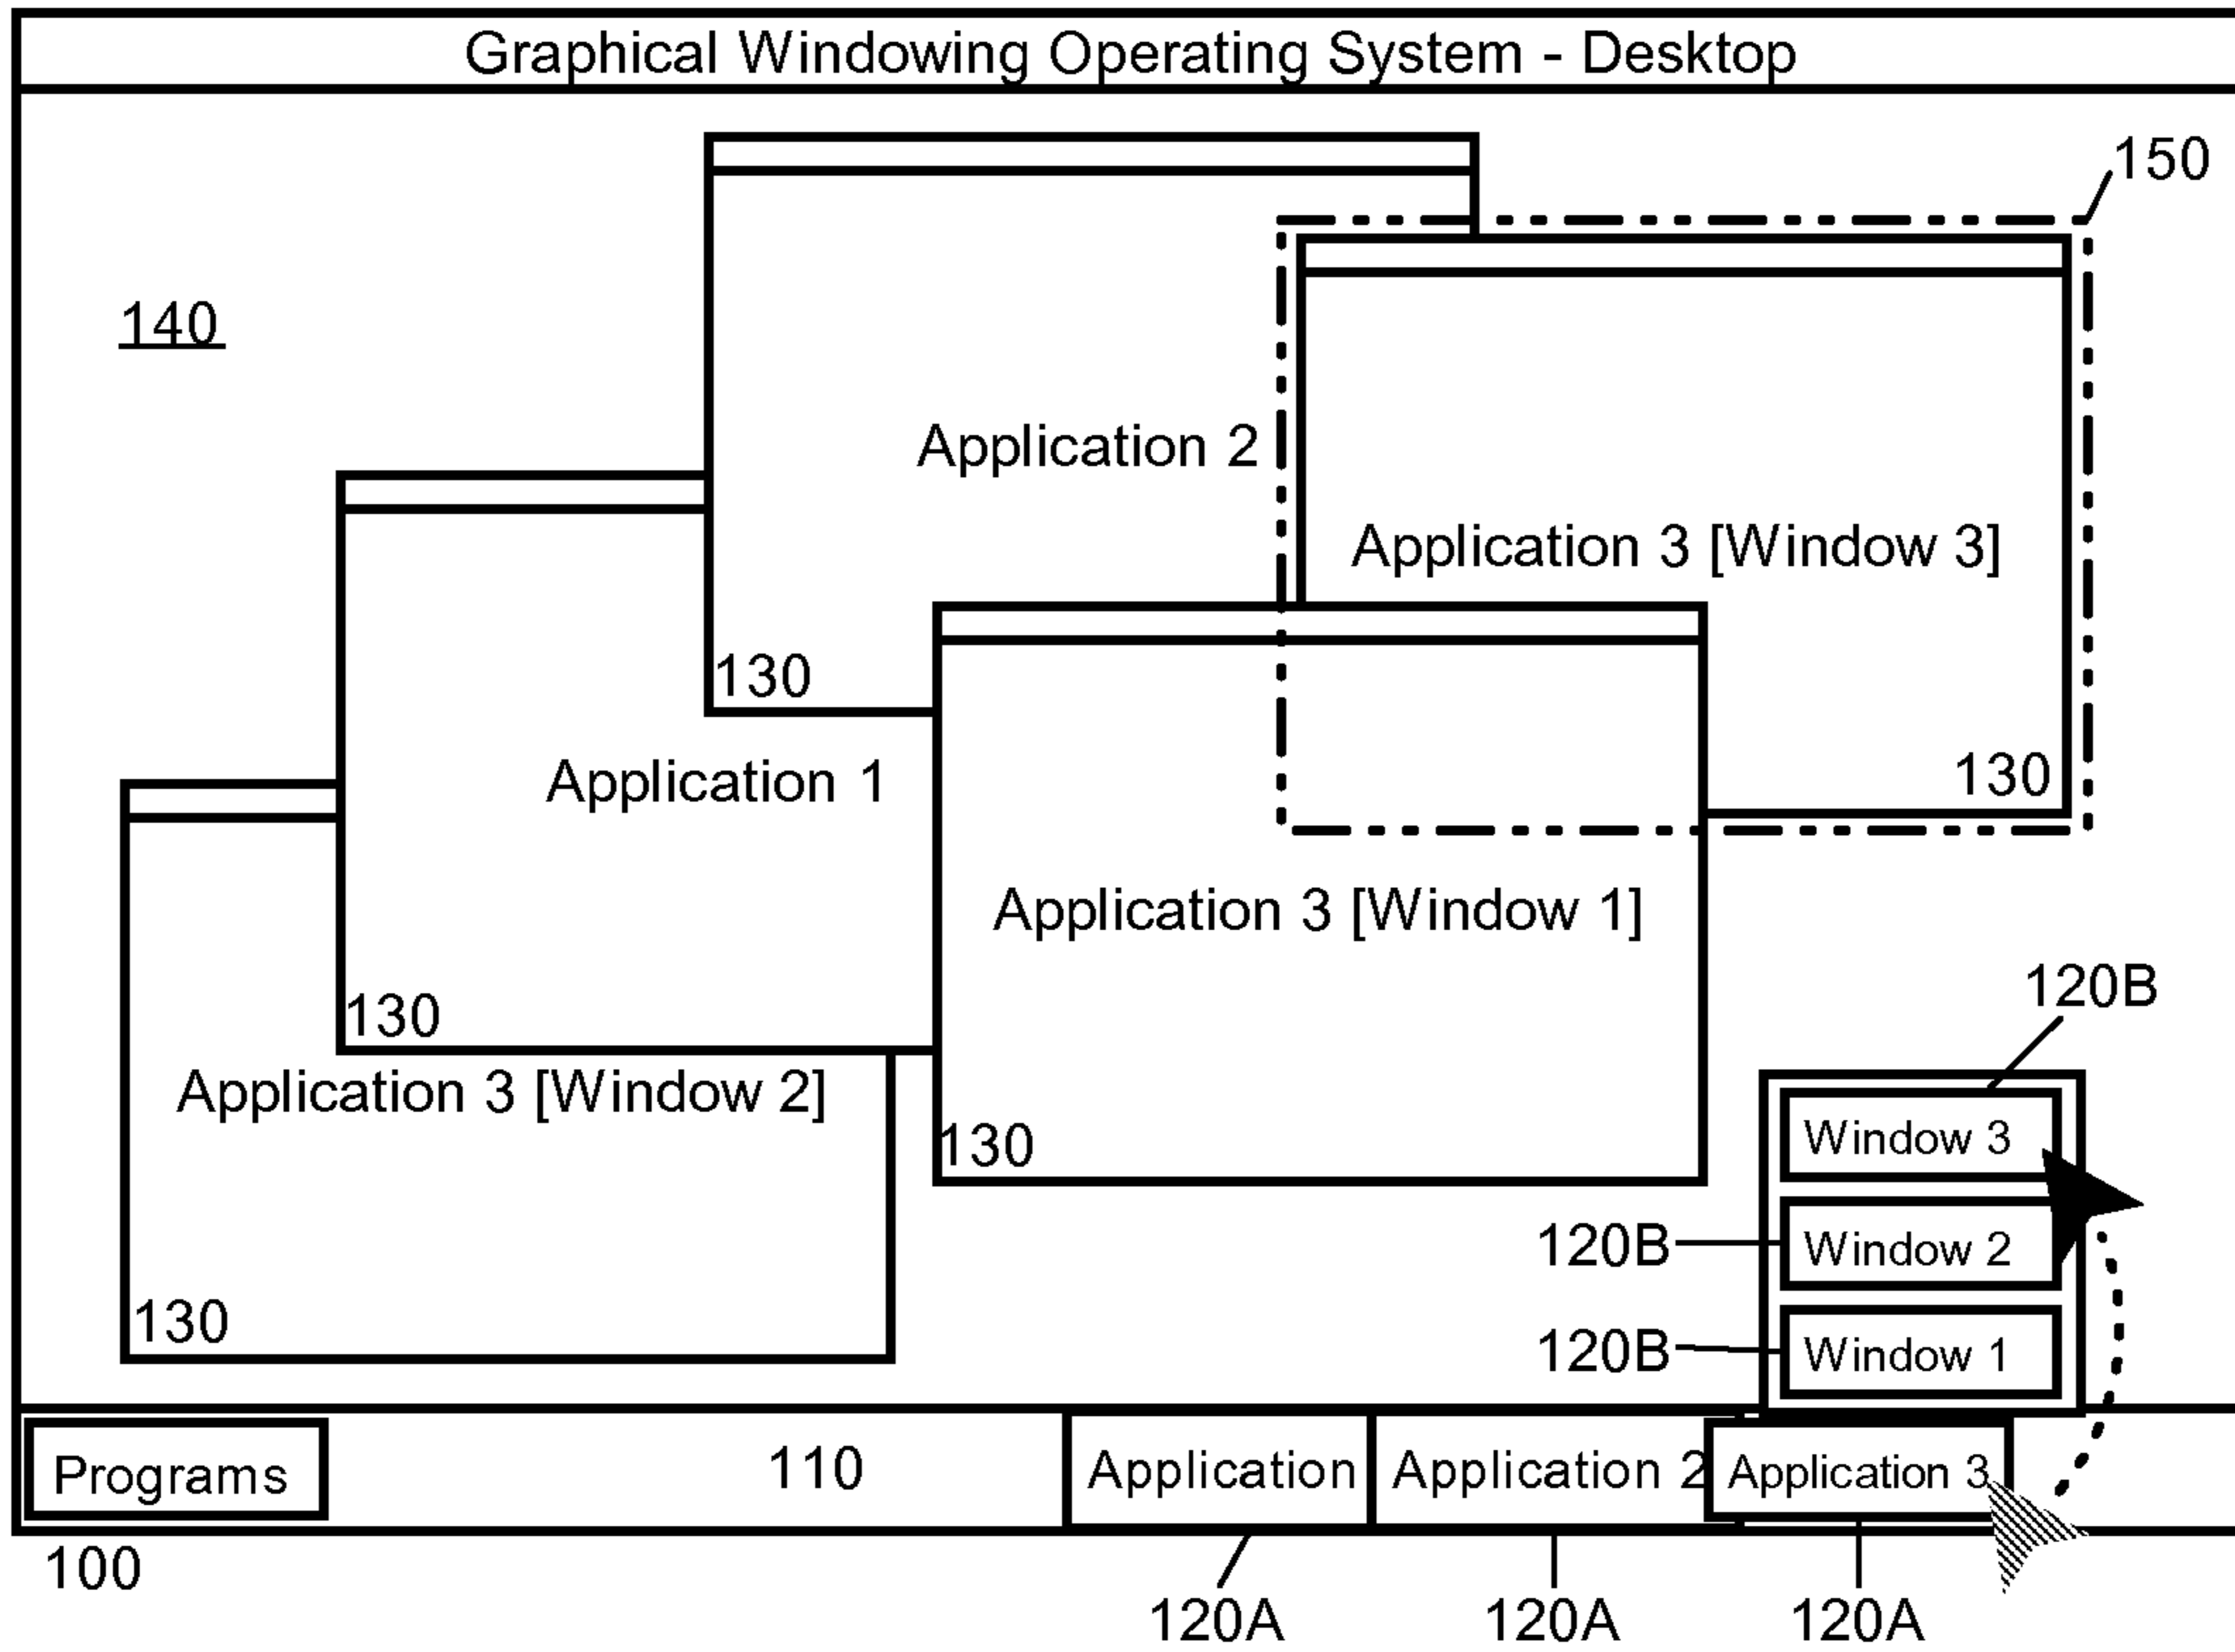 Graphical Windowing Operating System - Desktop
150
140
Application 2
Application 3 [Window 3]
130
130
Application 1
Application 3 [Window 1]
120B
130
Application 3 [Window 2]
130
Window 3
120B
Window 2
130
120B
Window 1
Programs
110
Application
Application 2
Application 3
100
120A
120A
120A